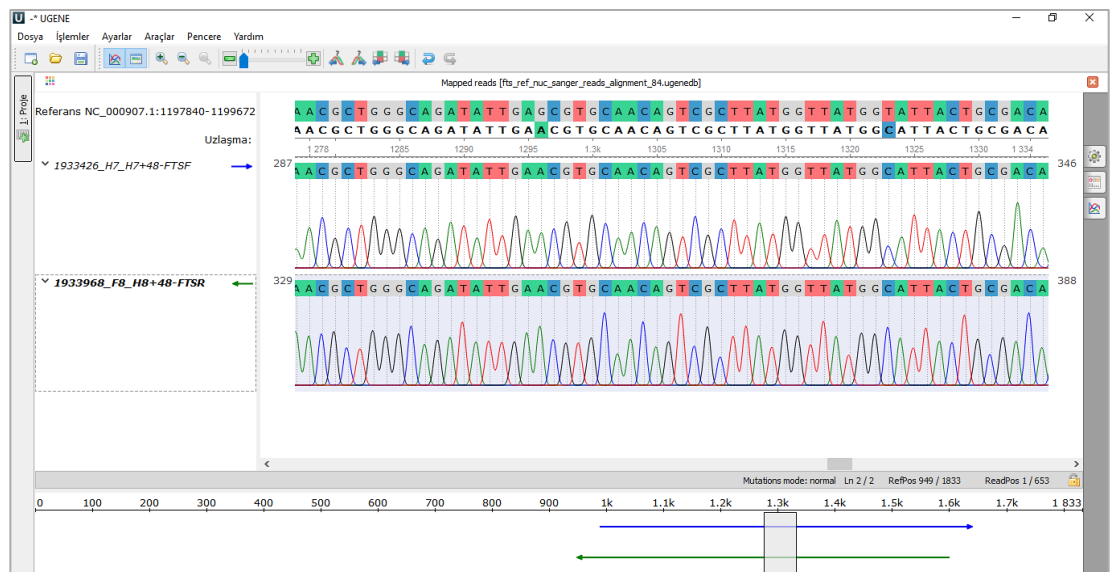 -* UGENE
Dosya İşlemler Ayarlar Araçlar Pencere Yardım
Mapped reads [fts_ref_nuc_sanger_reads_alignment_84.ugenedb]
1: Proje
Referans NC_000907.1:1197840-1199672
A A C G C T G G G C A G A T A T T G A G C G T G C A A C A G T C G C T T A T G G T T A T G G T A T T A C T G C G A C A
Uzlaşma:
A A C G C T G G G C A G A T A T T G A A C G T G C A A C A G T C G C T T A T G G T T A T G G C A T T A C T G C G A C A
1 278 1285 1290 1295 1.3k 1305 1310 1315 1320 1325 1330 1 334
1933426_H7_H7+48-FTSF
287 A A C G C T G G G C A G A T A T T G A A C G T G C A A C A G T C G C T T A T G G T T A T G G C A T T A C T G C G A C A 346
1933968_F8_H8+48-FTSR
329 A A C G C T G G G C A G A T A T T G A A C G T G C A A C A G T C G C T T A T G G T T A T G G C A T T A C T G C G A C A 388
Mutations mode: normal Ln 2 / 2 RefPos 949 / 1833 ReadPos 1 / 653
0 100 200 300 400 500 600 700 800 900 1k 1.1k 1.2k 1.3k 1.4k 1.5k 1.6k 1.7k 1 833